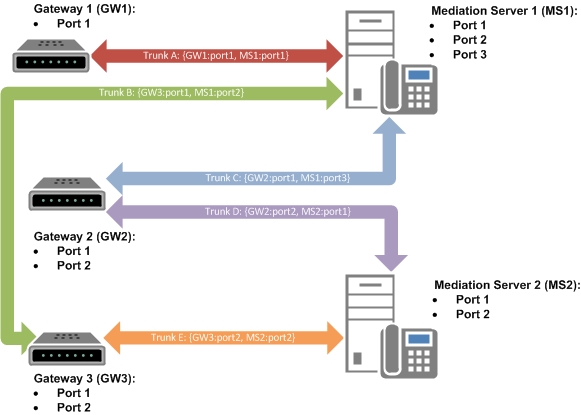 Gateway 1 (GW1):
• Port 1
Mediation Server 1 (MS1):
• Port 1
• Port 2
• Port 3
Trunk A: {GW1:port1, MS1:port1}
Trunk B: {GW3:port1, MS1:port2}
Trunk C: {GW2:port1, MS1:port3}
Trunk D: {GW2:port2, MS2:port1}
Gateway 2 (GW2):
• Port 1
• Port 2
Mediation Server 2 (MS2):
• Port 1
• Port 2
Trunk E: {GW3:port2, MS2:port2}
Gateway 3 (GW3):
• Port 1
• Port 2